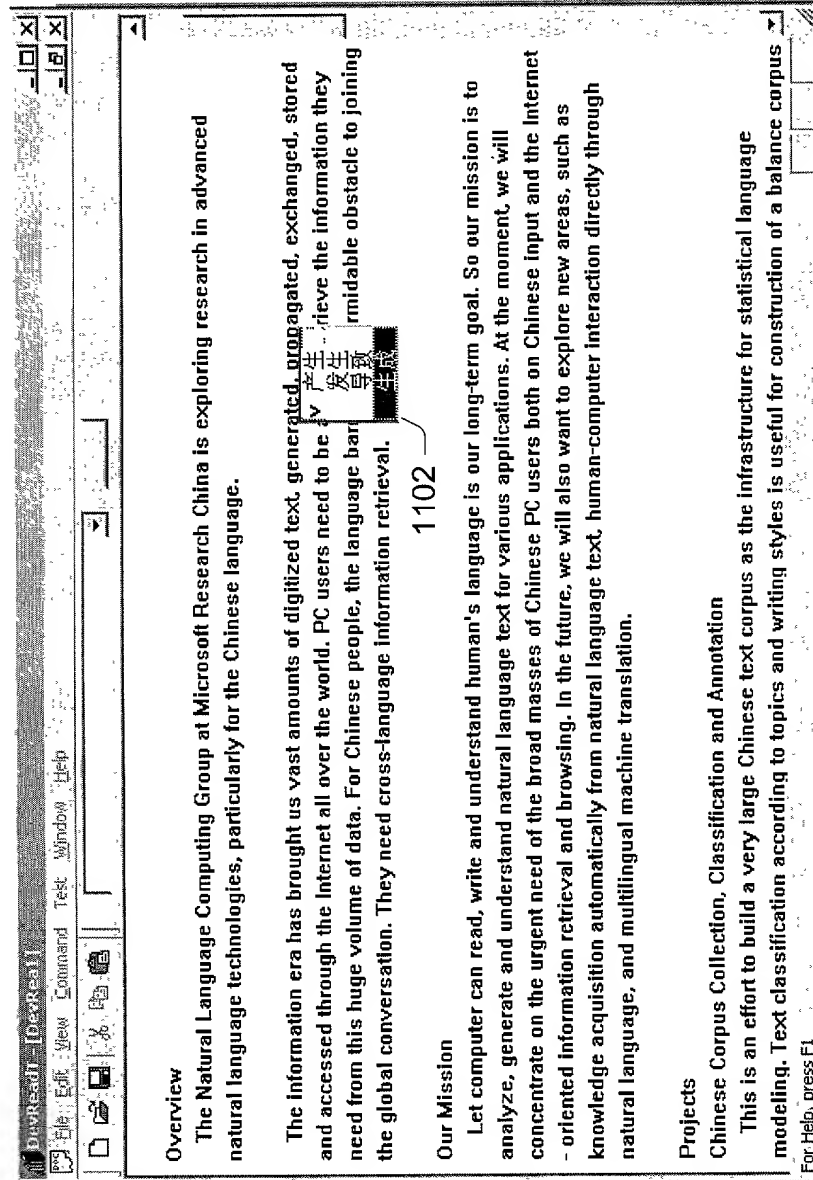 DevRead1 - [DevRea1]
File Edit View Command Test Window Help
Overview
The Natural Language Computing Group at Microsoft Research China is exploring research in advanced
natural language technologies, particularly for the Chinese language.
The information era has brought us vast amounts of digitized text, generated, propagated, exchanged, stored
and accessed through the Internet all over the world. PC users need to be av rieve the information they
need from this huge volume of data. For Chinese people, the language barr rmidable obstacle to joining
the global conversation. They need cross-language information retrieval.
产生
发生
导致
生成
1102
Our Mission
Let computer can read, write and understand human's language is our long-term goal. So our mission is to
analyze, generate and understand natural language text for various applications. At the moment, we will
concentrate on the urgent need of the broad masses of Chinese PC users both on Chinese input and the Internet
- oriented information retrieval and browsing. In the future, we will also want to explore new areas, such as
knowledge acquisition automatically from natural language text, human-computer interaction directly through
natural language, and multilingual machine translation.
Projects
Chinese Corpus Collection, Classification and Annotation
This is an effort to build a very large Chinese text corpus as the infrastructure for statistical language
modeling. Text classification according to topics and writing styles is useful for construction of a balance corpus
For Help, press F1